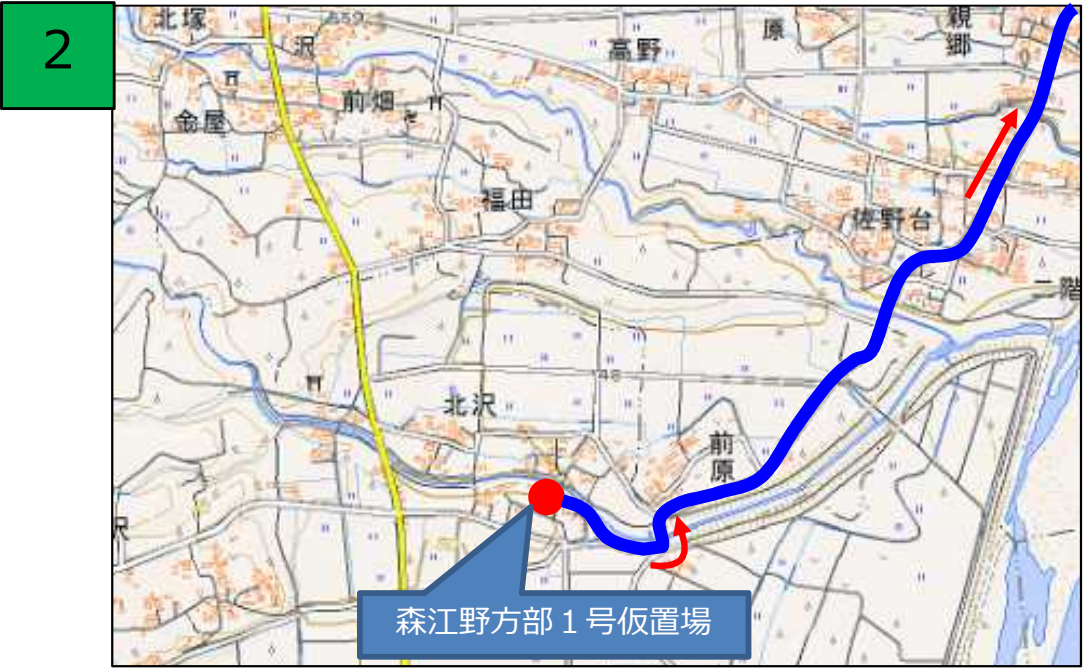 2
北塚
沢
高野
原
親郷
前畑
金屋
福田
佐野台
二階
北沢
前原
沢
森江野方部1号仮置場